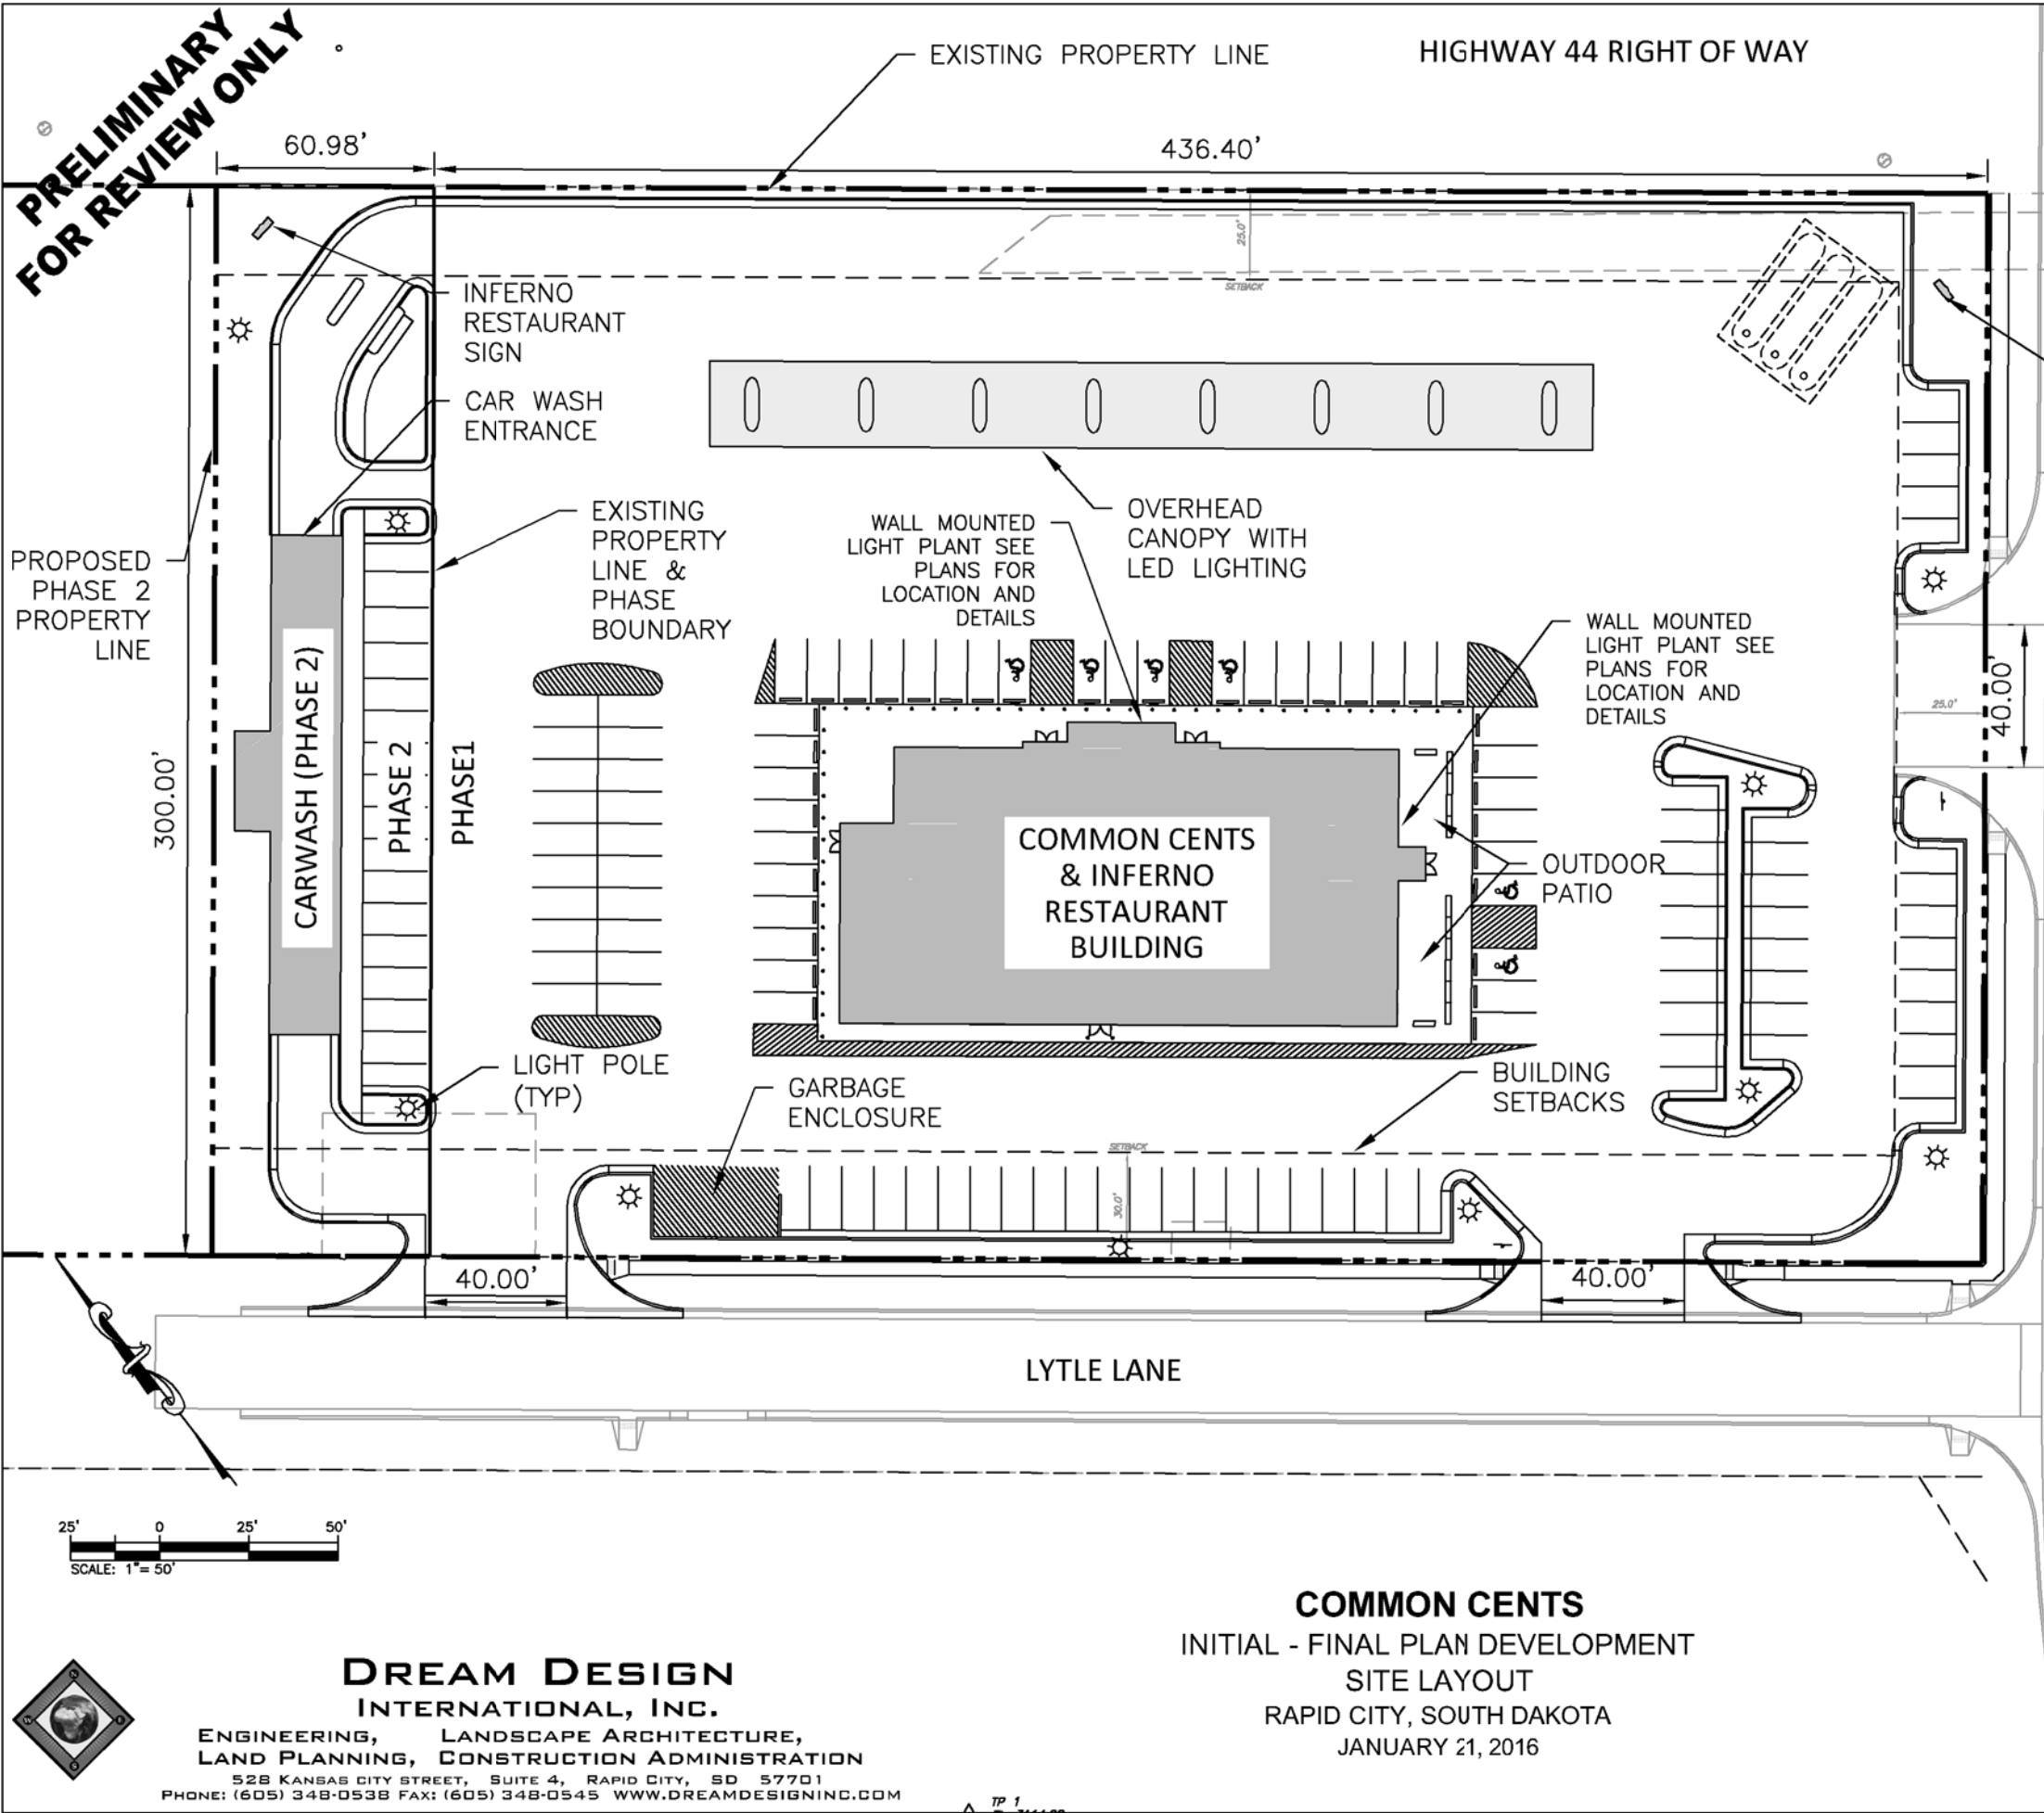 PRELIMINARY
FOR REVIEW ONLY
EXISTING PROPERTY LINE
HIGHWAY 44 RIGHT OF WAY
60.98'
436.40'
25.0'
SETBACK
INFERNO
RESTAURANT
SIGN
CAR WASH
ENTRANCE
EXISTING
PROPERTY
LINE &
PHASE
BOUNDARY
WALL MOUNTED
LIGHT PLANT SEE
PLANS FOR
LOCATION AND
DETAILS
OVERHEAD
CANOPY WITH
LED LIGHTING
PROPOSED
PHASE 2
PROPERTY
LINE
WALL MOUNTED
LIGHT PLANT SEE
PLANS FOR
LOCATION AND
DETAILS
25.0'
40.00'
300.00'
CARWASH (PHASE 2)
PHASE 2
PHASE1
COMMON CENTS
& INFERNO
RESTAURANT
BUILDING
OUTDOOR
PATIO
LIGHT POLE
(TYP)
GARBAGE
ENCLOSURE
BUILDING
SETBACKS
SETBACK
30.0'
40.00'
40.00'
LYTLE LANE
25' 0 25' 50'
SCALE: 1"= 50'
COMMON CENTS
INITIAL - FINAL PLAN DEVELOPMENT
SITE LAYOUT
RAPID CITY, SOUTH DAKOTA
JANUARY 21, 2016
DREAM DESIGN
INTERNATIONAL, INC.
ENGINEERING, LANDSCAPE ARCHITECTURE,
LAND PLANNING, CONSTRUCTION ADMINISTRATION
528 KANSAS CITY STREET, SUITE 4, RAPID CITY, SD 57701
PHONE: (605) 348-0538 FAX: (605) 348-0545 WWW.DREAMDESIGNINC.COM
TP 1